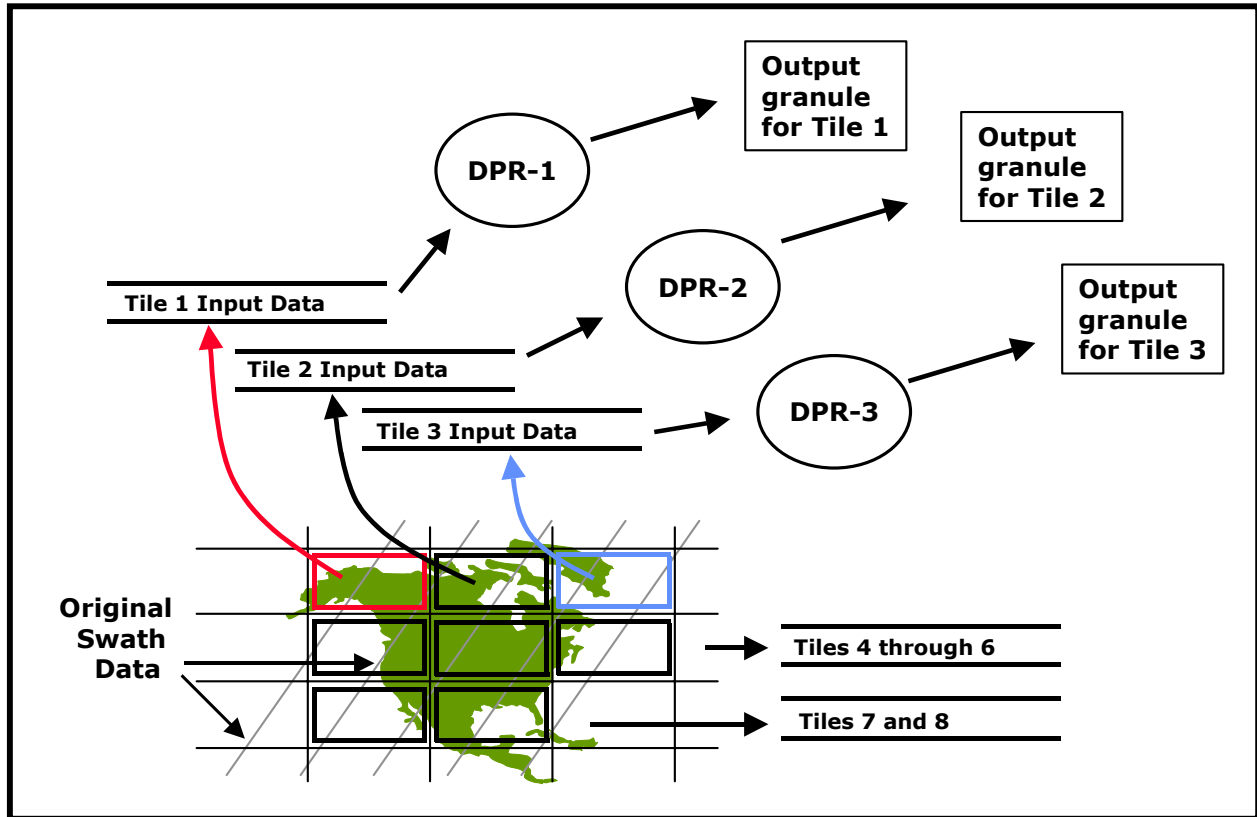 Output
granule
for Tile 1
DPR-1
Output
granule
for Tile 2
DPR-2
Output
granule
for Tile 3
Tile 1 Input Data
Tile 2 Input Data
DPR-3
Tile 3 Input Data
Original
Swath
Data
Tiles 4 through 6
Tiles 7 and 8